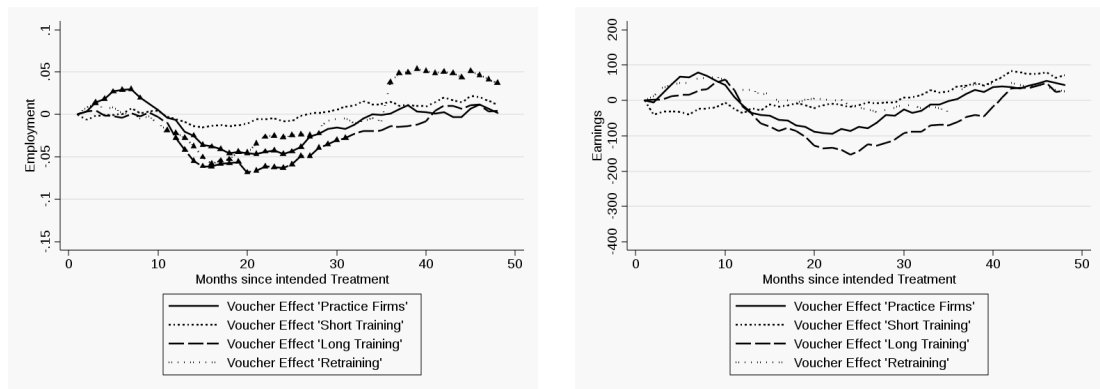 .1
.05
0
-.05
-.1
-.15
Employment
0 10 20 30 40 50
Months since intended Treatment
Voucher Effect 'Practice Firms'
Voucher Effect 'Short Training'
Voucher Effect 'Long Training'
Voucher Effect 'Retraining'
200
100
0
-100
-200
-300
-400
Earnings
0 10 20 30 40 50
Months since intended Treatment
Voucher Effect 'Practice Firms'
Voucher Effect 'Short Training'
Voucher Effect 'Long Training'
Voucher Effect 'Retraining'